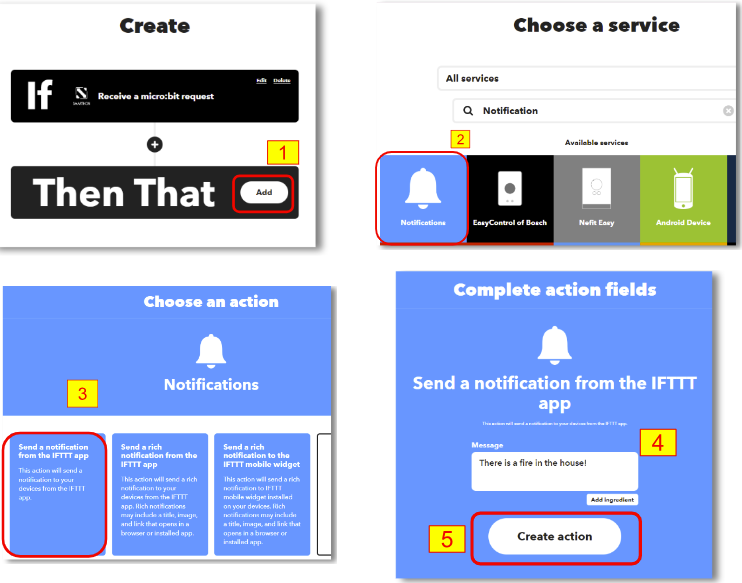 Create
If
SAMTECH
Receive a micro:bit request
Edit Delete
1
Then That
Add
Choose a service
All services
Notification
2
Available services
Notifications
EasyControl of Bosch
Nefit Easy
Android Device
Choose an action
3
Notifications
Send a notification
from the IFTTT app
This action will send a
notification to your
devices from the IFTTT
app.
Send a rich
notification from the
IFTTT app
This action will send a rich
notification to your
devices from the IFTTT
app. Rich notifications
may include a title, image,
and link that opens in a
browser or installed app.
Send a rich
notification to the
IFTTT mobile widget
This action will send a rich
notification to IFTTT
mobile widget installed
on your devices. Rich
notifications may include
a title, image, and link that
opens in a browser or
installed app.
Complete action fields
Send a notification from the IFTTT
app
This action will send a notification to your devices from the IFTTT app.
4
Message
There is a fire in the house!
Add ingredient
5
Create action